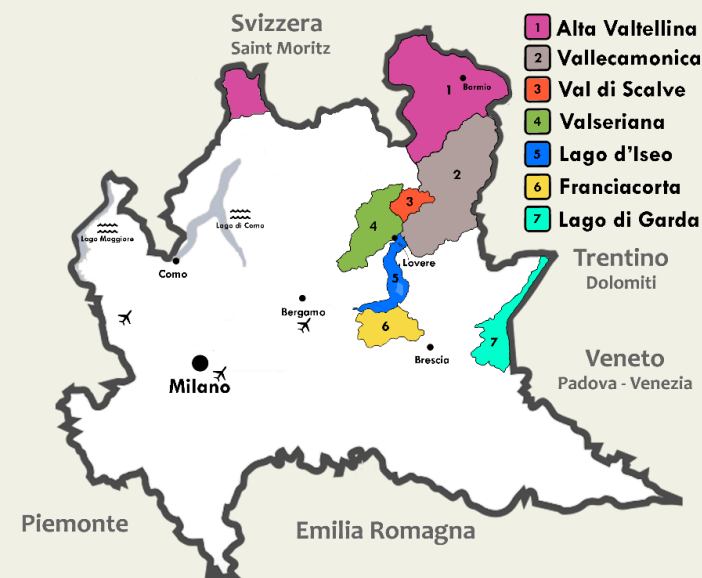 Svizzera
Saint Moritz
1 Alta Valtellina
2 Vallecamonica
3 Val di Scalve
4 Valseriana
5 Lago d'Iseo
6 Franciacorta
7 Lago di Garda
1
Bormio
2
3
4
Lago Maggiore
Lago di Como
Como
Lovere
5
Bergamo
6
Brescia
7
Milano
Trentino
Dolomiti
Veneto
Padova - Venezia
Piemonte
Emilia Romagna